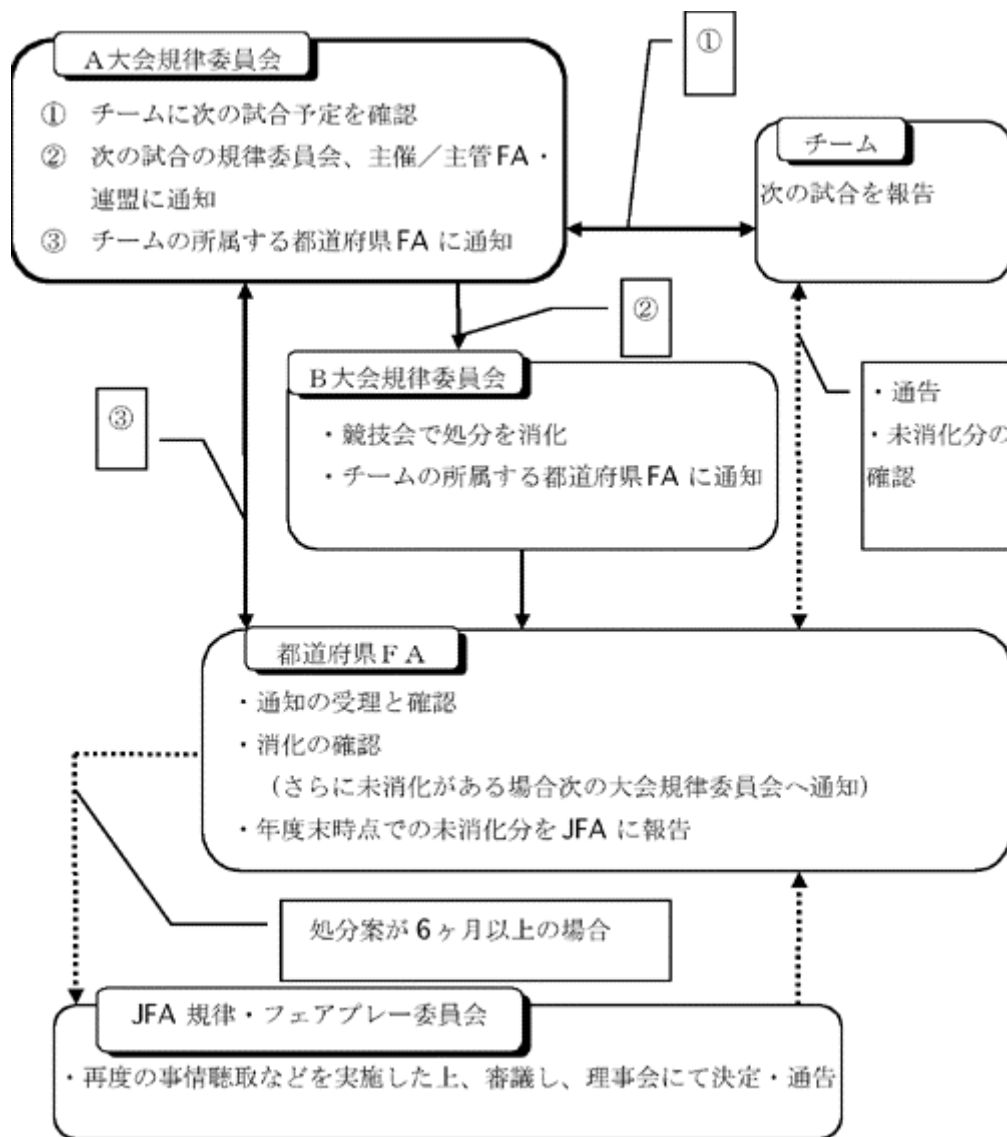 A大会規律委員会
① チームに次の試合予定を確認
② 次の試合の規律委員会、主催／主管FA・
連盟に通知
③ チームの所属する都道府県FAに通知
①
チーム
次の試合を報告
②
B大会規律委員会
・競技会で処分を消化
・チームの所属する都道府県FAに通知
③
・通告
・未消化分の
確認
都道府県FA
・通知の受理と確認
・消化の確認
（さらに未消化がある場合次の大会規律委員会へ通知）
・年度末時点での未消化分をJFAに報告
処分案が6ヶ月以上の場合
JFA 規律・フェアプレー委員会
・再度の事情聴取などを実施した上、審議し、理事会にて決定・通告